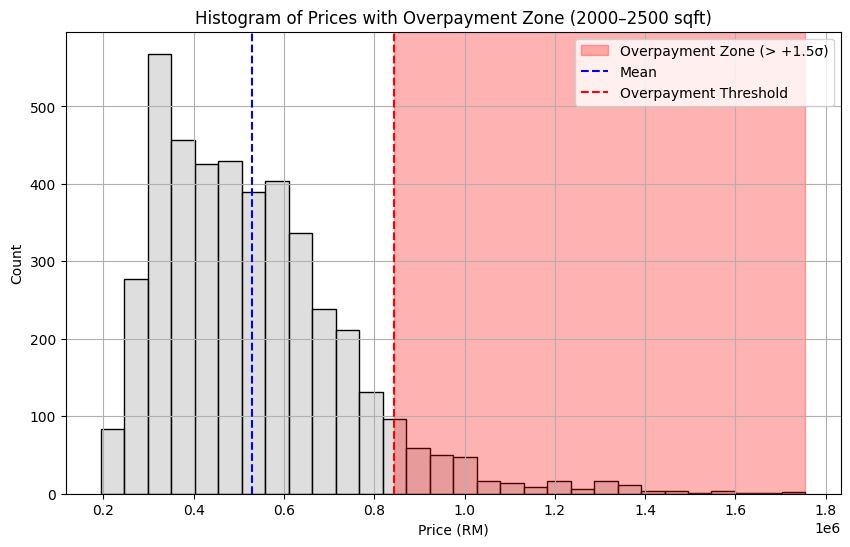 Histogram of Prices with Overpayment Zone (2000–2500 sqft)
Overpayment Zone (> +1.5σ)
Mean
Overpayment Threshold
Count
500
400
300
200
100
0
0.2 0.4 0.6 0.8 1.0 1.2 1.4 1.6 1.8
1e6
Price (RM)